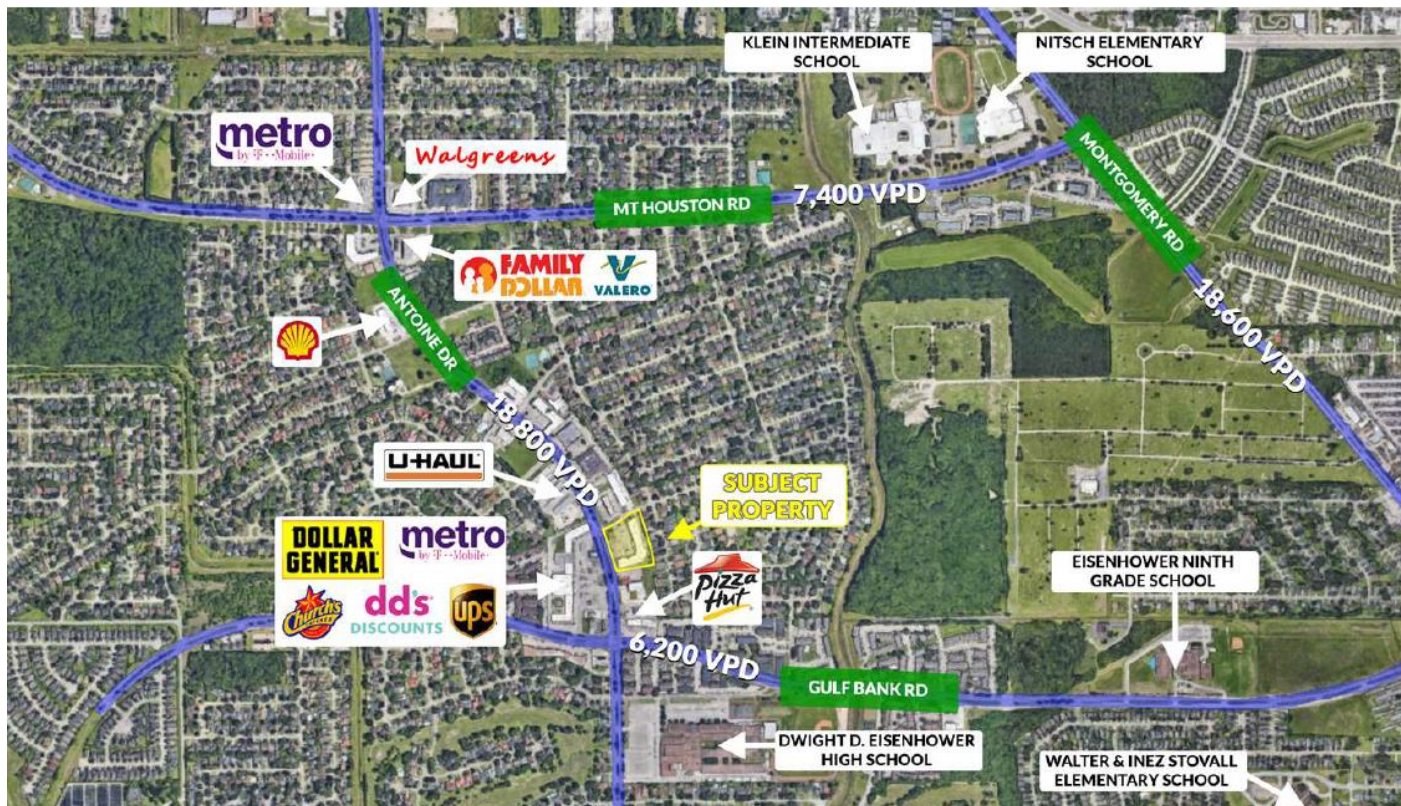 KLEIN INTERMEDIATE
SCHOOL
NITSCH ELEMENTARY
SCHOOL
metro
by T-Mobile
Walgreens
MT HOUSTON RD
7,400 VPD
MONTGOMERY RD
18,600 VPD
FAMILY
DOLLAR
VALERO
ANTOINE DR
18,800 VPD
U-HAUL
SUBJECT
PROPERTY
DOLLAR
GENERAL
metro
by T-Mobile
Church's
dd's
DISCOUNTS
ups
Pizza
Hut
EISENHOWER NINTH
GRADE SCHOOL
6,200 VPD
GULF BANK RD
DWIGHT D. EISENHOWER
HIGH SCHOOL
WALTER & INEZ STOVALL
ELEMENTARY SCHOOL